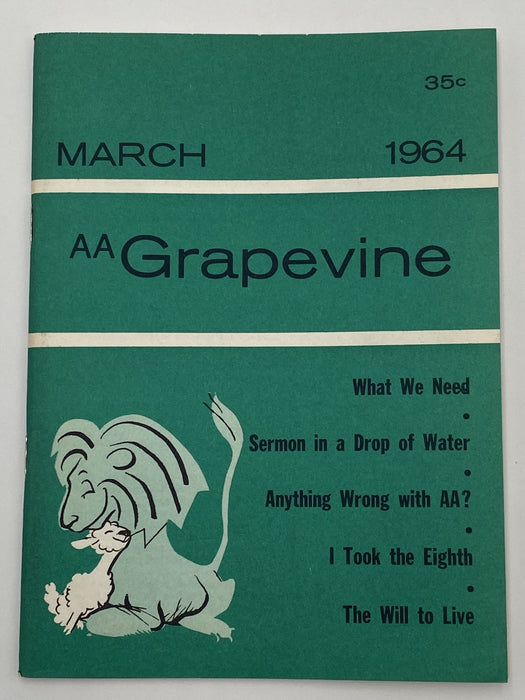 35c
MARCH 1964
AA Grapevine
What We Need
•
Sermon in a Drop of Water
•
Anything Wrong with AA?
•
I Took the Eighth
•
The Will to Live